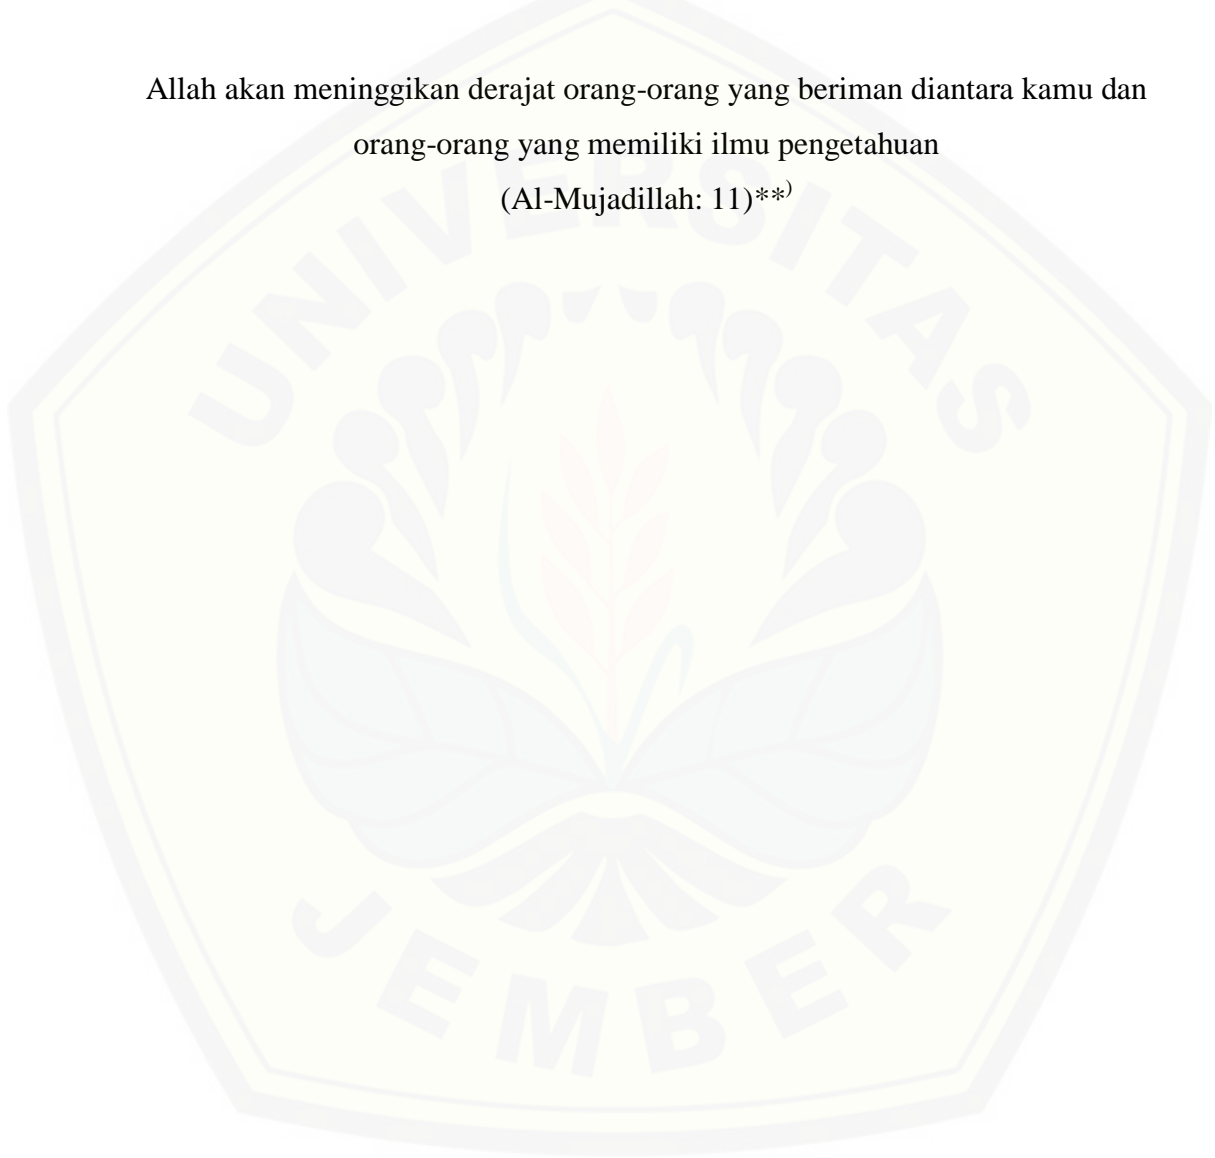 Allah akan meninggikan derajat orang-orang yang beriman diantara kamu dan
orang-orang yang memiliki ilmu pengetahuan
(Al-Mujadillah: 11)**)
UNIVERSITAS
JEMBER